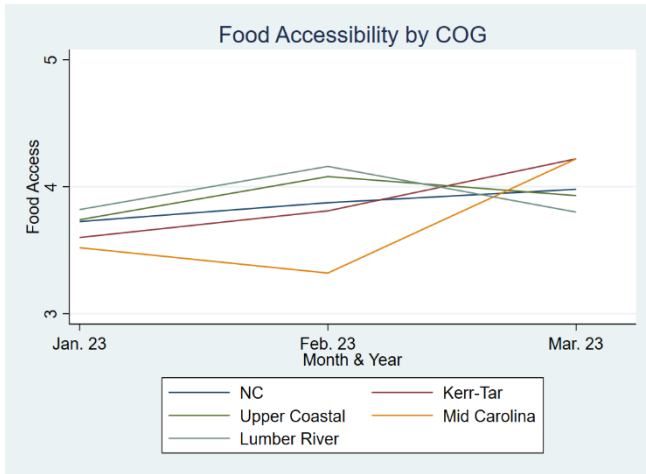 Food Accessibility by COG
5
4
3
Food Access
Jan. 23
Feb. 23
Mar. 23
Month & Year
NC
Kerr-Tar
Upper Coastal
Mid Carolina
Lumber River